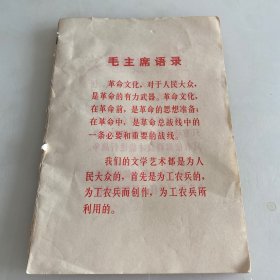 毛主席语录
革命文化，对于人民大众，
是革命的有力武器。革命文化，
在革命前，是革命的思想准备；
在革命中，是革命总战线中的
一条必要和重要的战线。
我们的文学艺术都是为人
民大众的，首先是为工农兵的，
为工农兵而创作，为工农兵所
利用的。